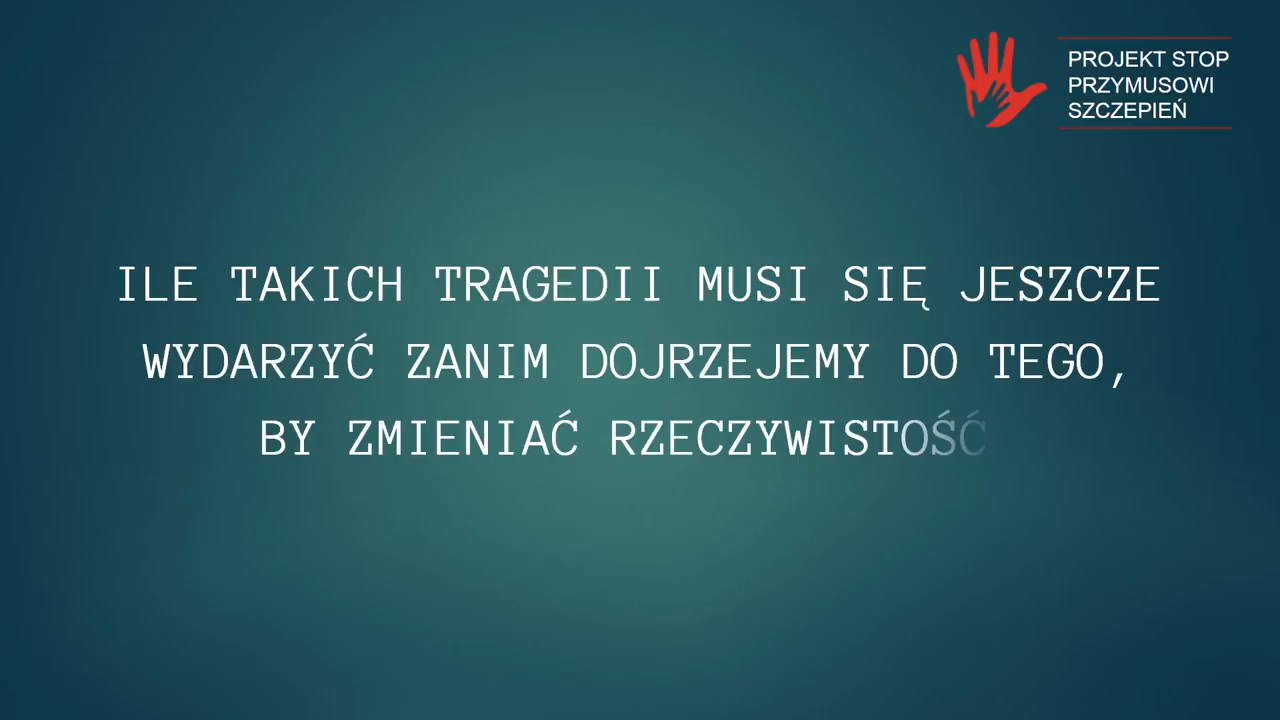 PROJEKT STOP
PRZYMUSOWI
SZCZEPIEŃ
ILE TAKICH TRAGEDII MUSI SIĘ JESZCZE
WYDARZYĆ ZANIM DOJRZEJEMY DO TEGO,
BY ZMIENIAĆ RZECZYWISTOŚĆ